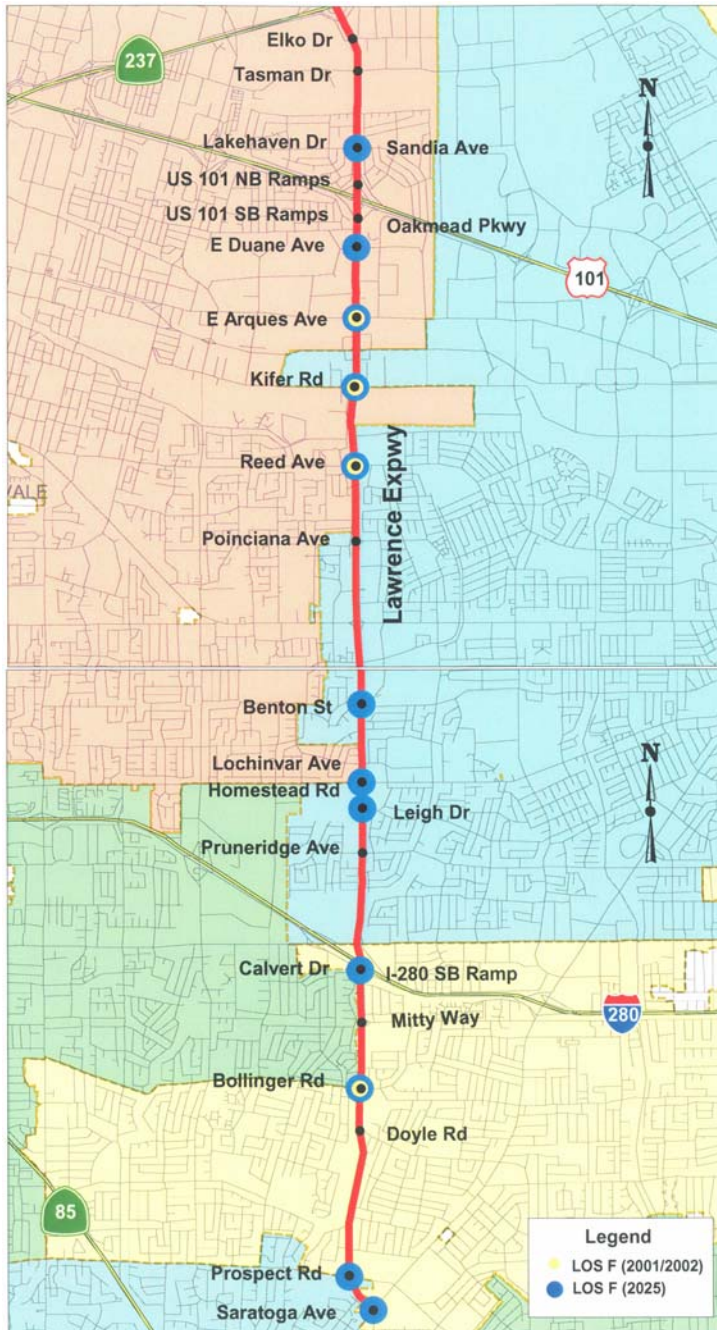 Elko Dr
237
Tasman Dr
N
Lakehaven Dr
Sandia Ave
US 101 NB Ramps
US 101 SB Ramps
Oakmead Pkwy
E Duane Ave
101
E Arques Ave
Kifer Rd
Lawrence Expwy
Reed Ave
VALE
Poinciana Ave
Benton St
Lochinvar Ave
N
Homestead Rd
Leigh Dr
Pruneridge Ave
Calvert Dr
I-280 SB Ramp
280
Mitty Way
Bollinger Rd
Doyle Rd
85
Legend
LOS F (2001/2002)
LOS F (2025)
Prospect Rd
Saratoga Ave